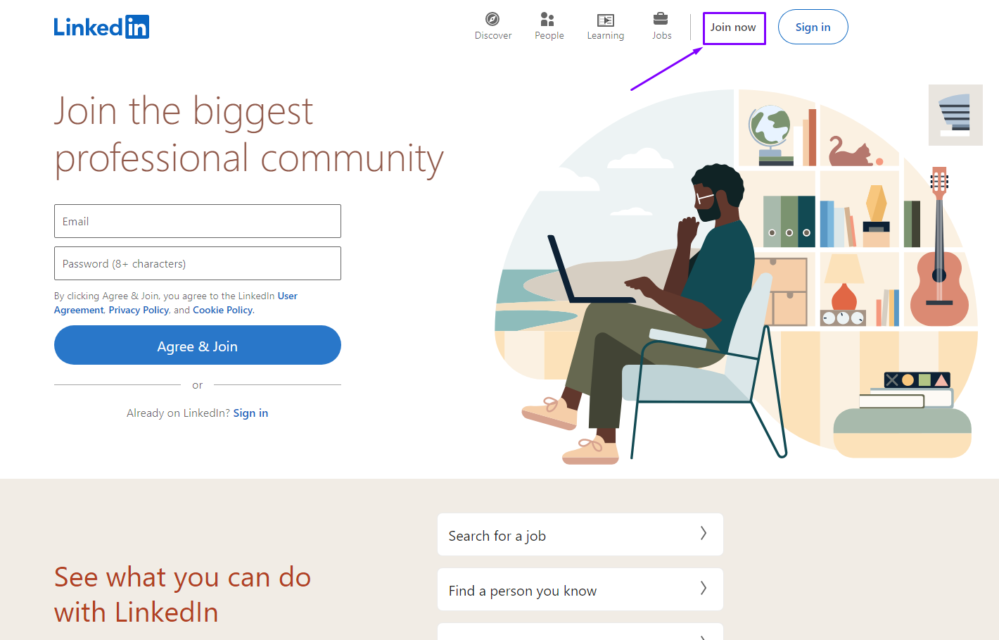 LinkedIn
Discover
People
Learning
Jobs
Join now
Sign in
Join the biggest
professional community
Email
Password (8+ characters)
By clicking Agree & Join, you agree to the LinkedIn User
Agreement, Privacy Policy, and Cookie Policy.
Agree & Join
or
Already on LinkedIn? Sign in
See what you can do
with LinkedIn
Search for a job
Find a person you know